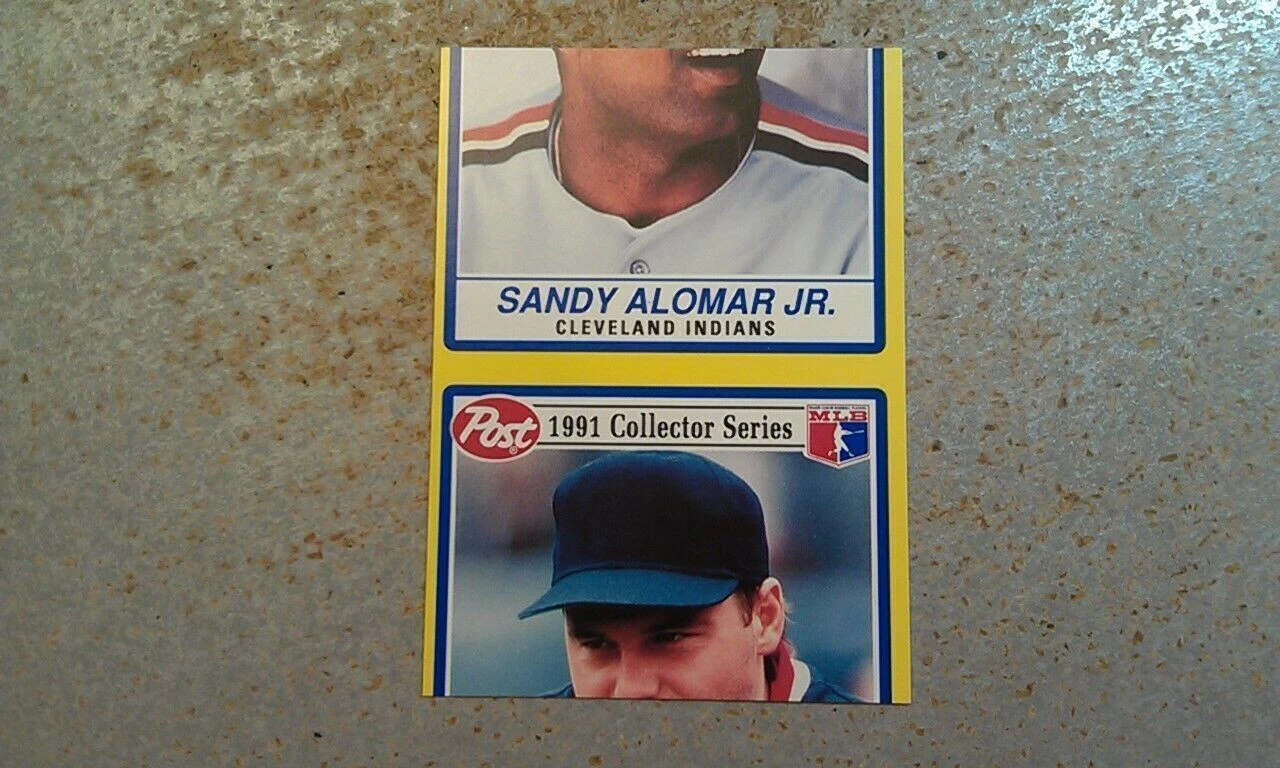 SANDY ALOMAR JR.
CLEVELAND INDIANS
Post® 1991 Collector Series
MLB